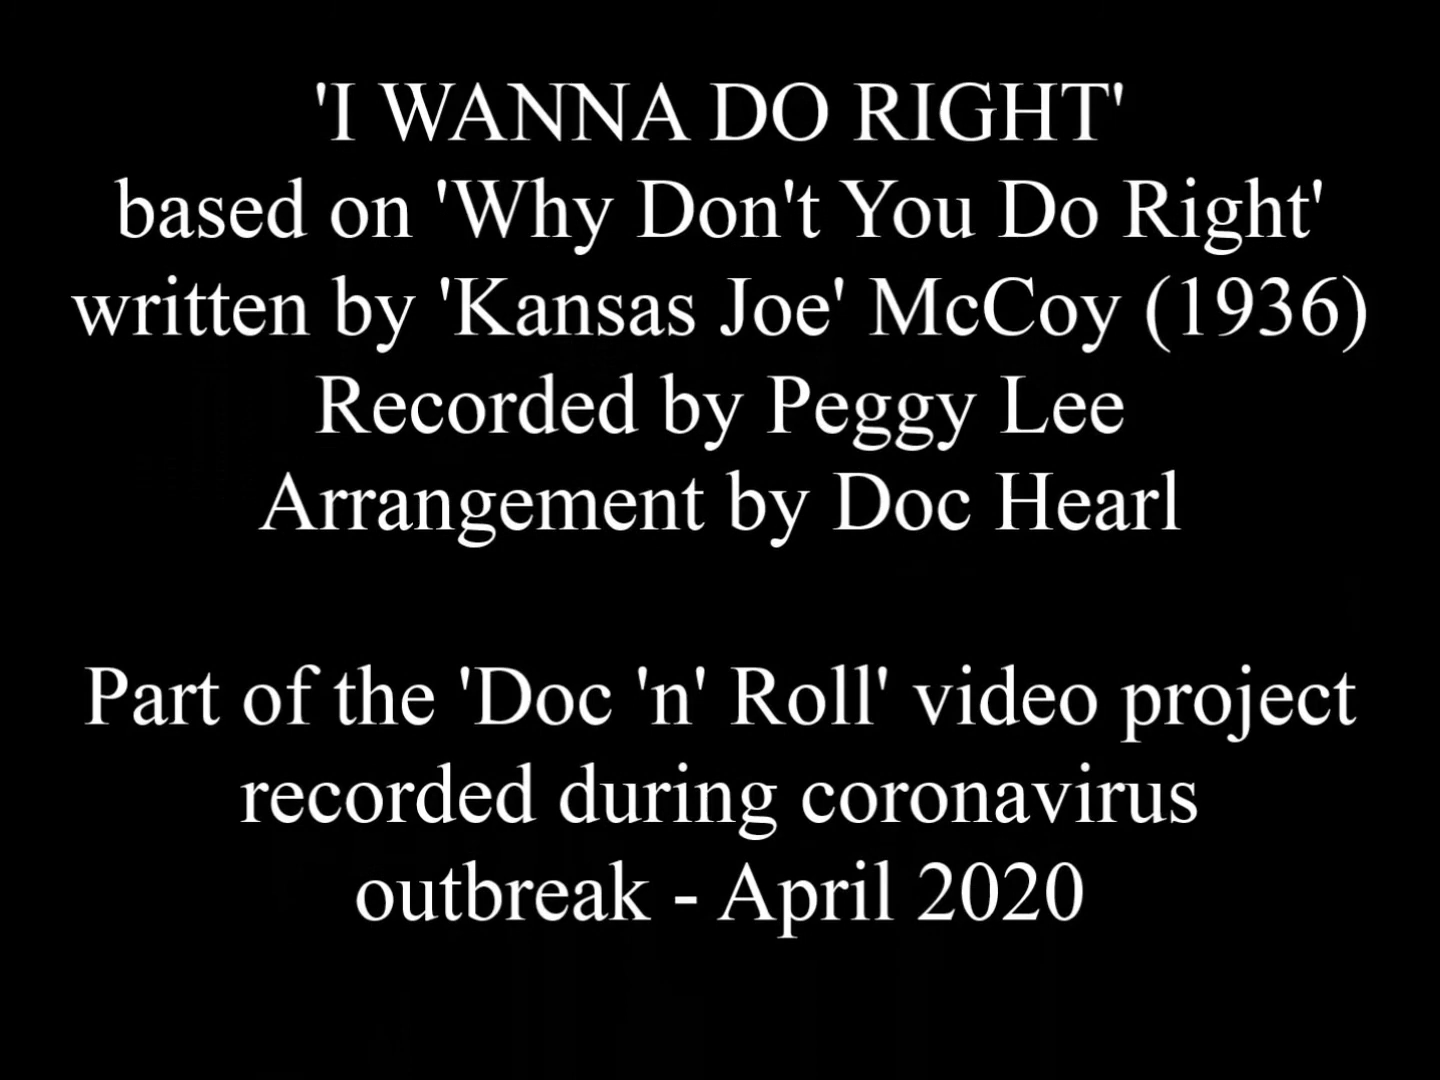 'I WANNA DO RIGHT'
based on 'Why Don't You Do Right'
written by 'Kansas Joe' McCoy (1936)
Recorded by Peggy Lee
Arrangement by Doc Hearl
Part of the 'Doc 'n' Roll' video project
recorded during coronavirus
outbreak - April 2020